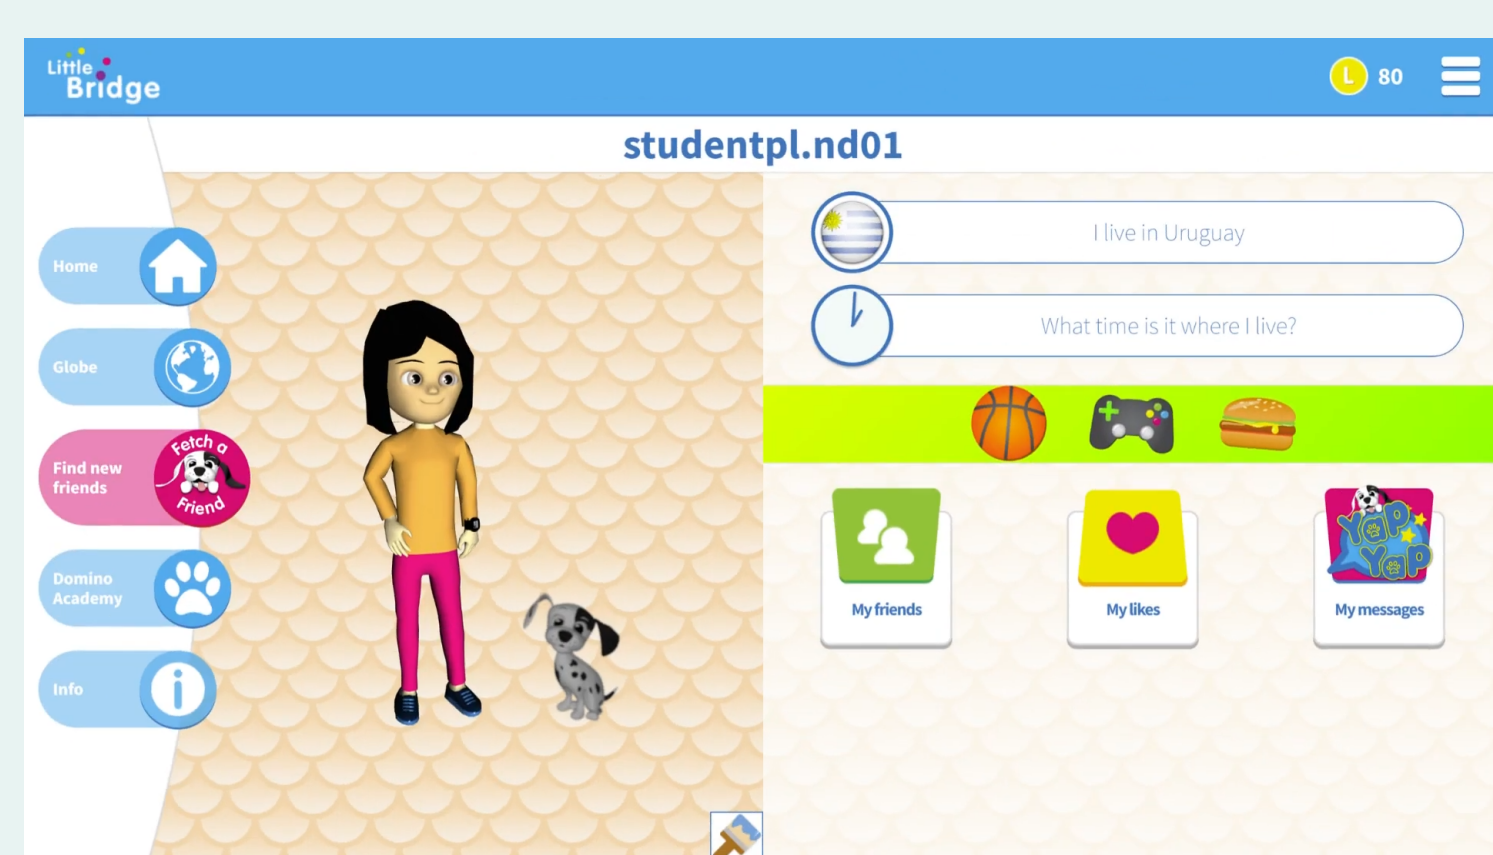 Little
Bridge
L 80
studentpl.nd01
Home
Globe
Find new
friends
Fetch a
Friend
Domino
Academy
Info
I live in Uruguay
What time is it where I live?
My friends
My likes
Yap
Yap
My messages